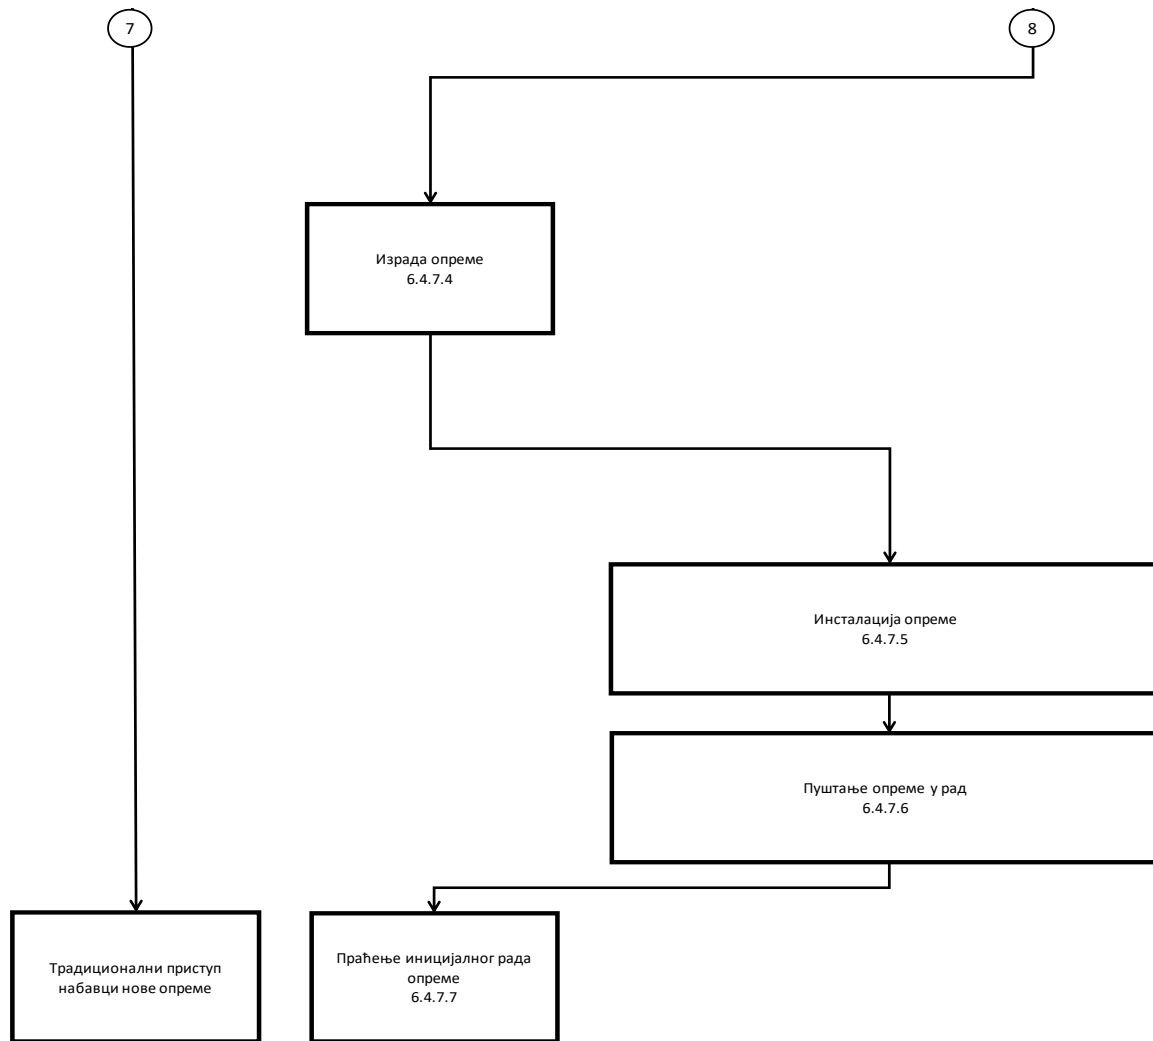 7
8
Израда опреме
6.4.7.4
Инсталација опреме
6.4.7.5
Пуштање опреме у рад
6.4.7.6
Традиционални приступ
набавци нове опреме
Праћење иницијалног рада
опреме
6.4.7.7